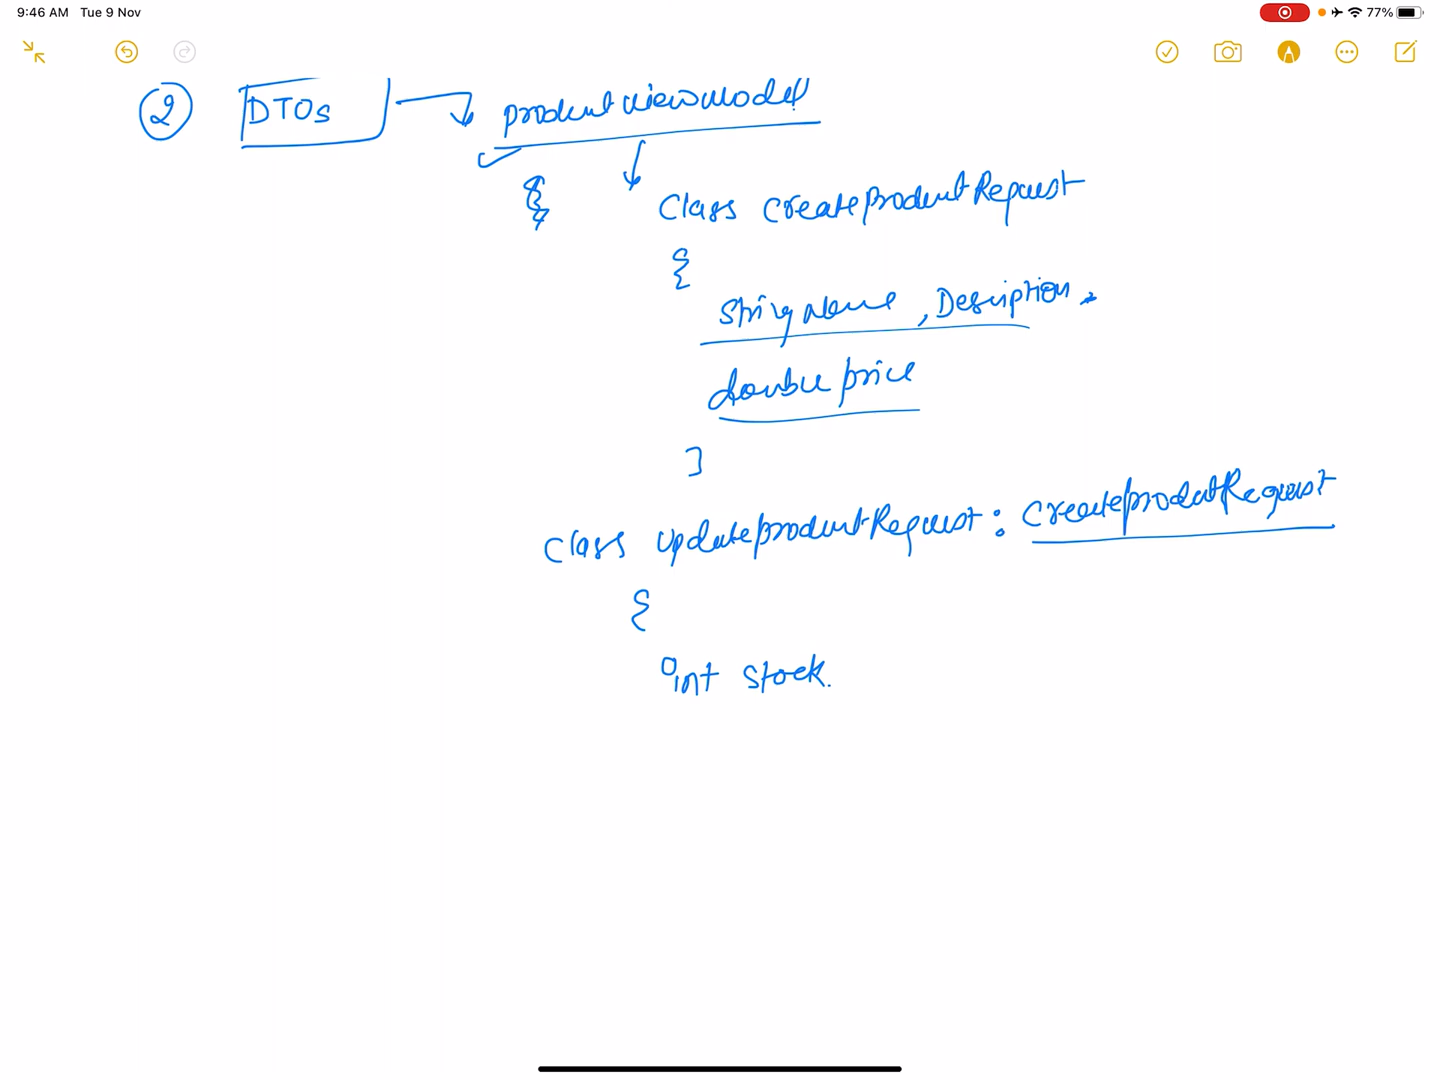 9:46 AM Tue 9 Nov
77%
2 DTOs → productviewmodel
{ Class CreateproductRequest
{
String Name, Description,
double price
}
Class UpdateproductRequest : CreateproductRequest
{
int stock.